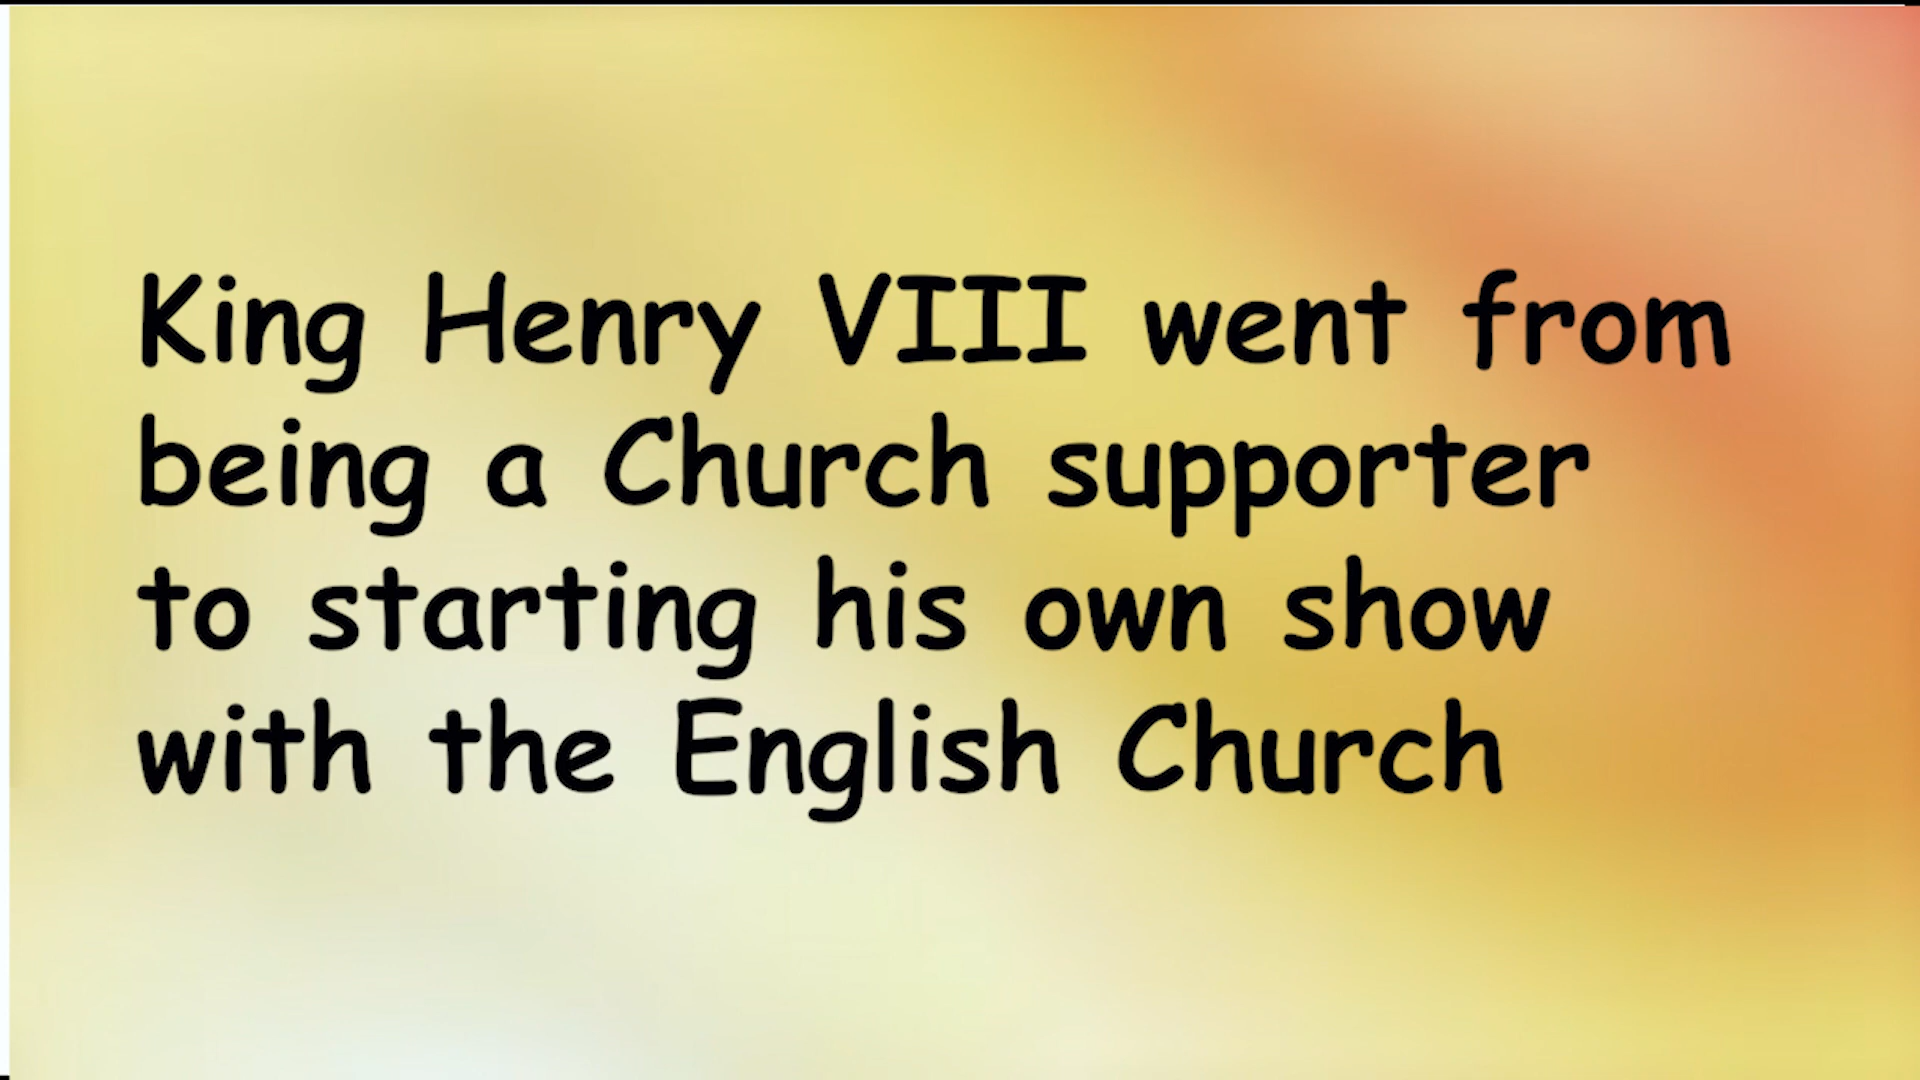 King Henry VIII went from
being a Church supporter
to starting his own show
with the English Church